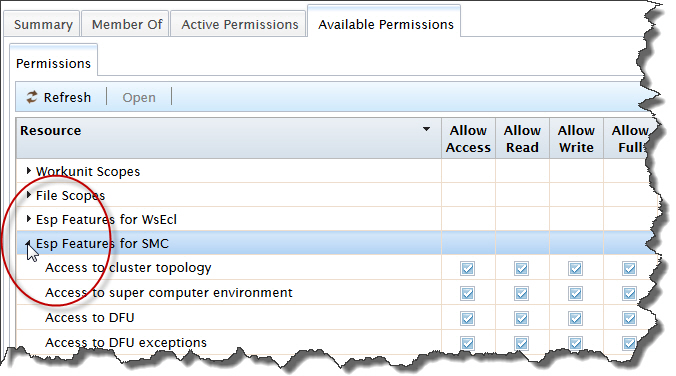 Summary Member Of Active Permissions Available Permissions
Permissions
Refresh Open
Resource Allow Access Allow Read Allow Write Allow Full
Workunit Scopes
File Scopes
Esp Features for WsEcl
Esp Features for SMC
Access to cluster topology
Access to super computer environment
Access to DFU
Access to DFU exceptions